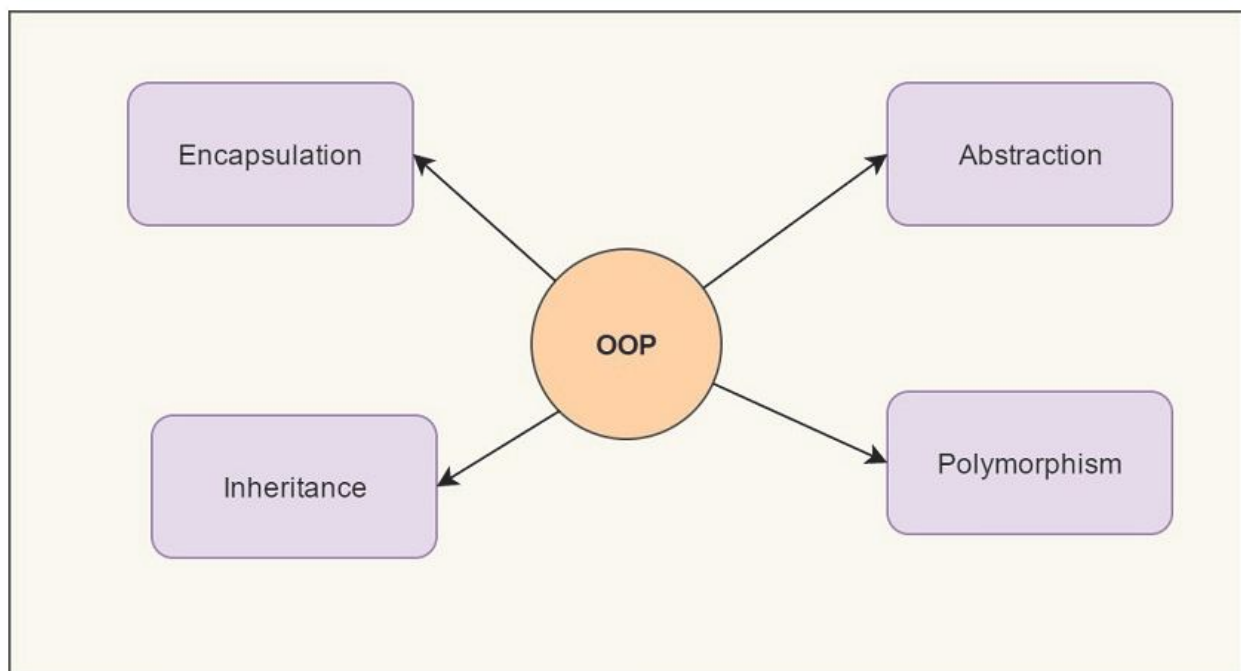 Encapsulation
Abstraction
OOP
Inheritance
Polymorphism